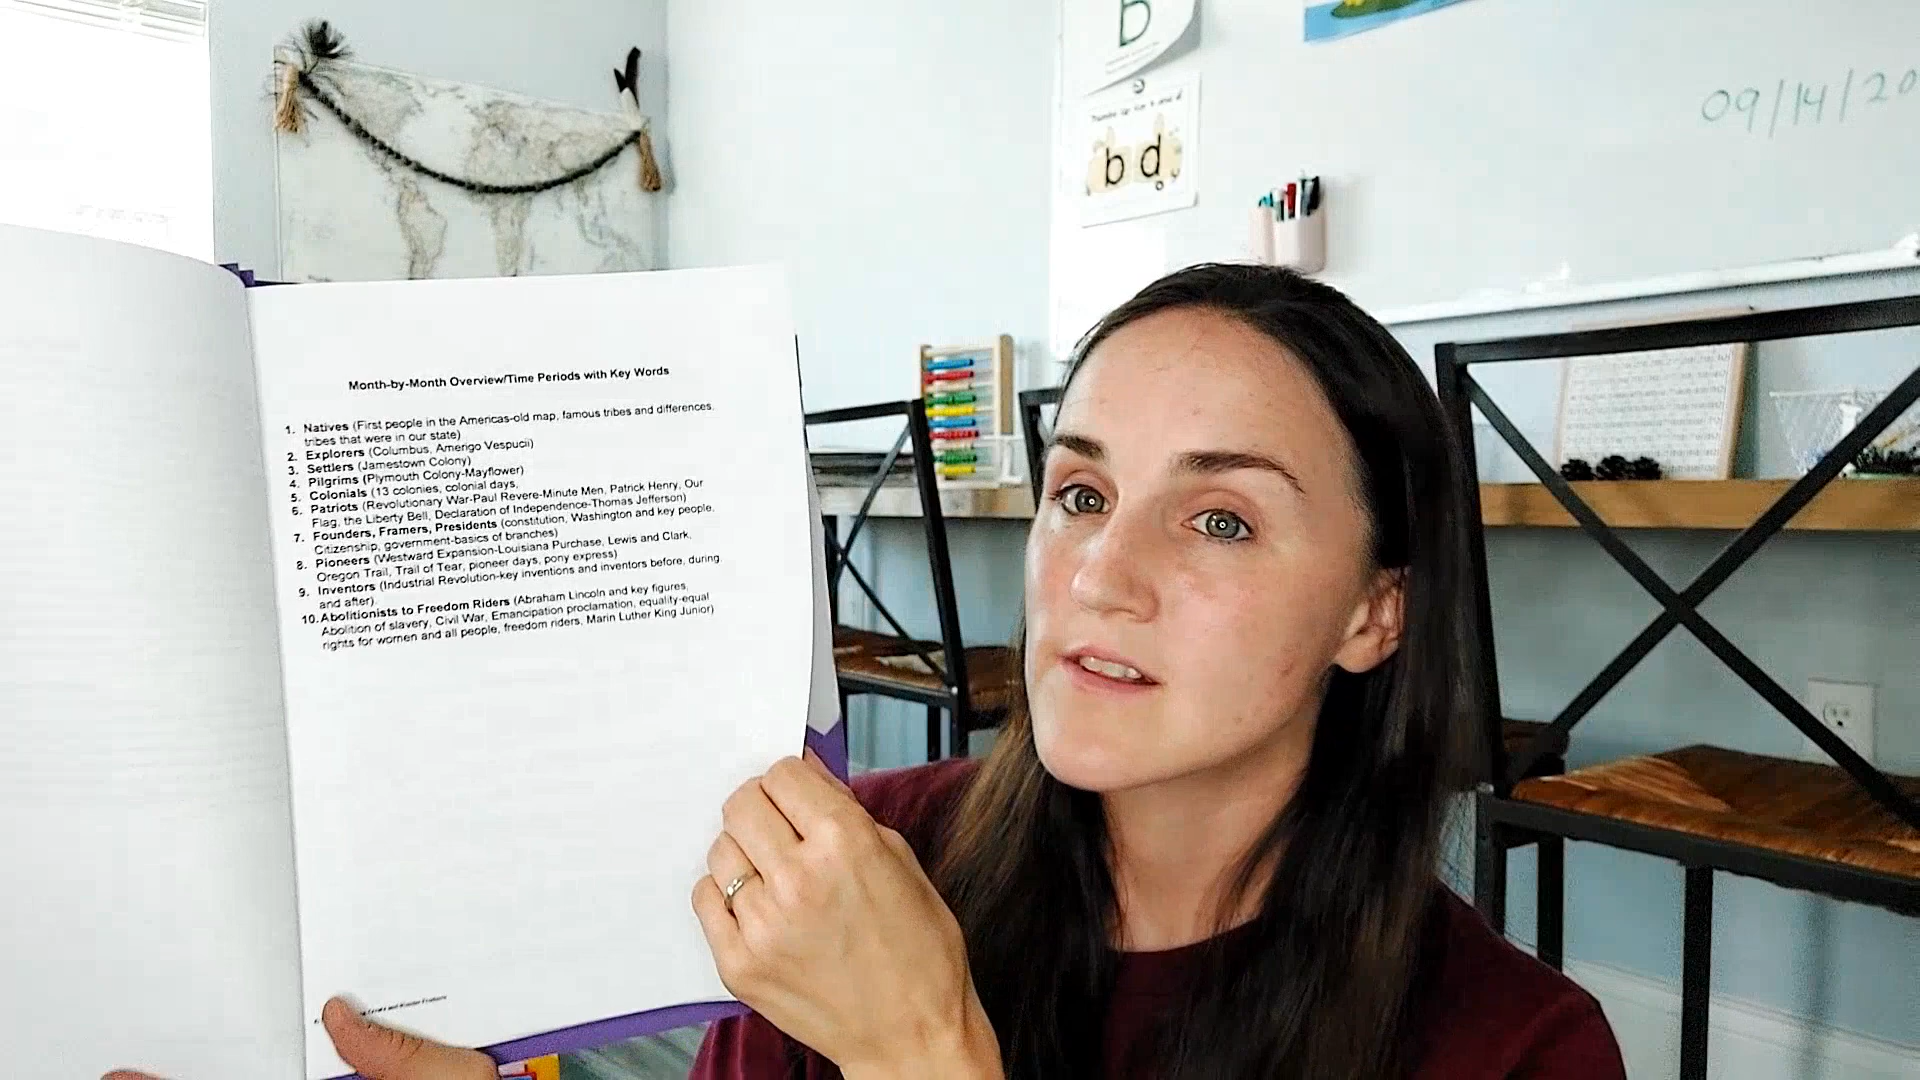 b
b d
09/14/20
Month-by-Month Overview/Time Periods with Key Words
1. Natives (First people in the Americas-old map, famous tribes and differences,
tribes that were in our state)
2. Explorers (Columbus, Amerigo Vespucii)
3. Settlers (Jamestown Colony)
4. Pilgrims (Plymouth Colony-Mayflower)
5. Colonials (13 colonies, colonial days,
6. Patriots (Revolutionary War-Paul Revere-Minute Men, Patrick Henry, Our
Flag, the Liberty Bell, Declaration of Independence-Thomas Jefferson)
7. Founders, Framers, Presidents (constitution, Washington and key people,
Citizenship, government-basics of branches)
8. Pioneers (Westward Expansion-Louisiana Purchase, Lewis and Clark,
Oregon Trail, Trail of Tear, pioneer days, pony express)
9. Inventors (Industrial Revolution-key inventions and inventors before, during,
and after)
10. Abolitionists to Freedom Riders (Abraham Lincoln and key figures,
Abolition of slavery, Civil War, Emancipation proclamation, equality-equal
rights for women and all people, freedom riders, Marin Luther King Junior)